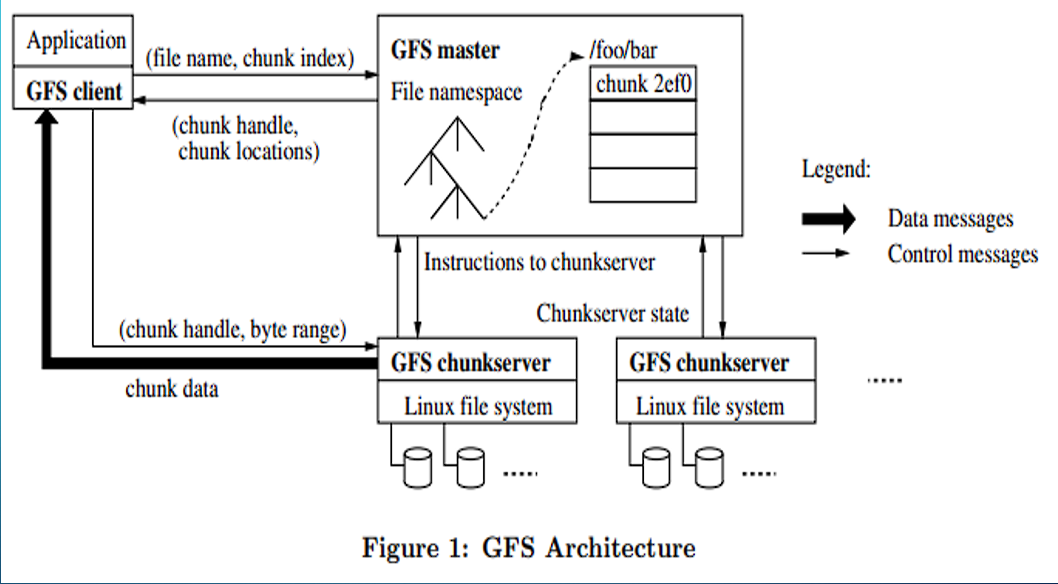 Application
GFS client
(file name, chunk index)
(chunk handle,
chunk locations)
GFS master
File namespace
/foo/bar
chunk 2ef0
Legend:
Data messages
Control messages
Instructions to chunkserver
Chunkserver state
(chunk handle, byte range)
chunk data
GFS chunkserver
Linux file system
GFS chunkserver
Linux file system
Figure 1: GFS Architecture